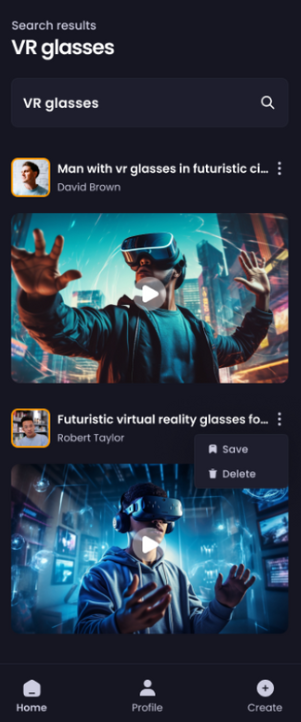 Search results
VR glasses
VR glasses
Man with vr glasses in futuristic ci...
David Brown
Futuristic virtual reality glasses fo...
Robert Taylor
Save
Delete
Home
Profile
Create